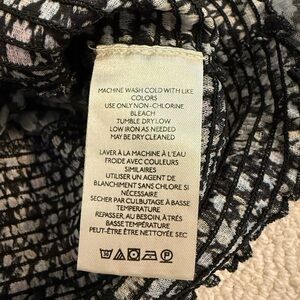 MACHINE WASH COLD WITH LIKE
COLORS
USE ONLY NON-CHLORINE
BLEACH
TUMBLE DRY LOW
LOW IRON AS NEEDED
MAY BE DRY CLEANED
LAVER À LA MACHINE À L'EAU
FROIDE AVEC COULEURS
SIMILAIRES
UTILISER UN AGENT DE
BLANCHIMENT SANS CHLORE SI
NÉCESSAIRE
SECHER PAR CULBUTAGE À BASSE
TEMPÉRATURE
REPASSER, AU BESOIN, À TRÈS
BASSE TEMPÉRATURE
PEUT-ÊTRE ÊTRE NETTOYÉE SEC
30
P